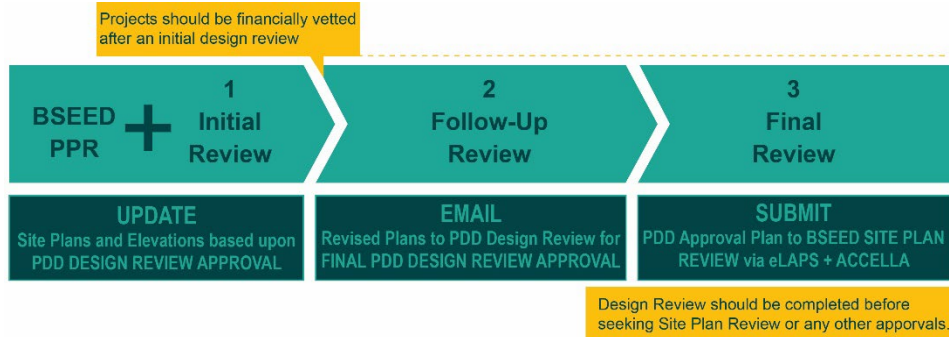 Projects should be financially vetted
after an initial design review
BSEED
PPR
+
1
Initial
Review
2
Follow-Up
Review
3
Final
Review
UPDATE
Site Plans and Elevations based upon
PDD DESIGN REVIEW APPROVAL
EMAIL
Revised Plans to PDD Design Review for
FINAL PDD DESIGN REVIEW APPROVAL
SUBMIT
PDD Approval Plan to BSEED SITE PLAN
REVIEW via eLAPS + ACCELLA
Design Review should be completed before
seeking Site Plan Review or any other apporvals.